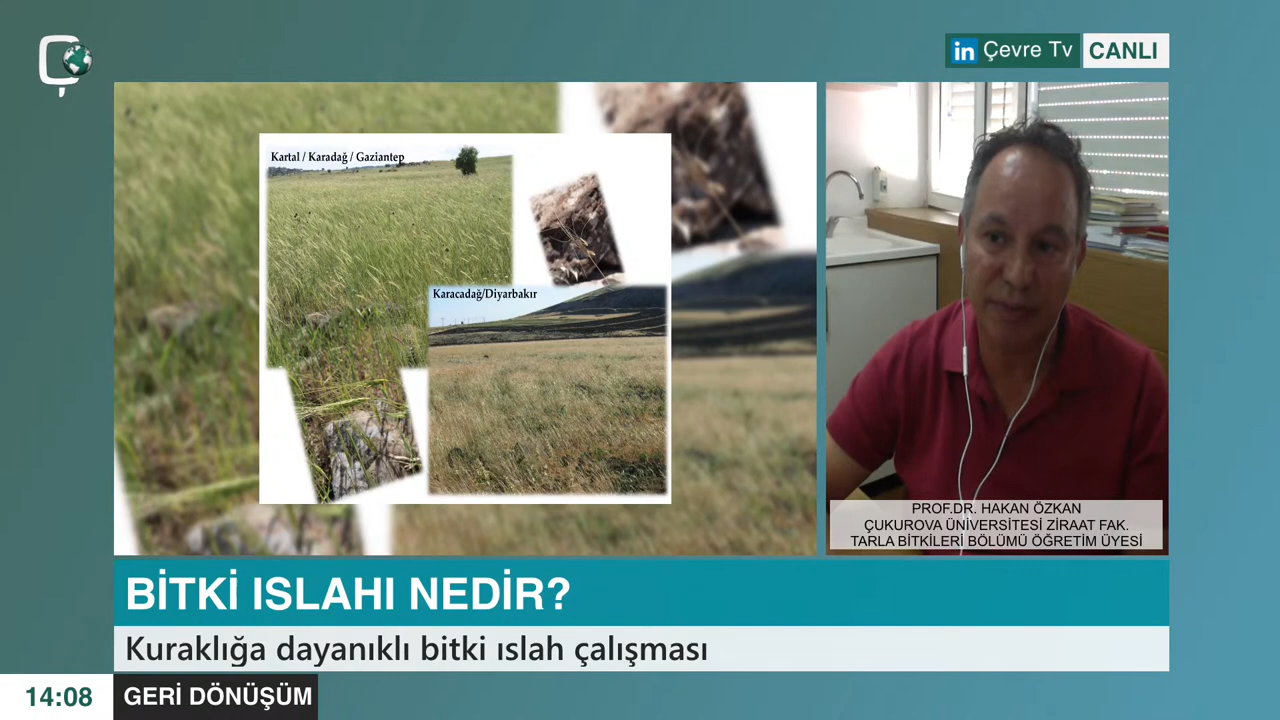 Ç
in Çevre Tv CANLI
Kartal / Karadağ / Gaziantep
Karacadağ/Diyarbakır
PROF.DR. HAKAN ÖZKAN
ÇUKUROVA ÜNİVERSİTESİ ZİRAAT FAK.
TARLA BİTKİLERİ BÖLÜMÜ ÖĞRETİM ÜYESİ
BİTKİ ISLAHI NEDİR?
Kuraklığa dayanıklı bitki ıslah çalışması
14:08 GERİ DÖNÜŞÜM